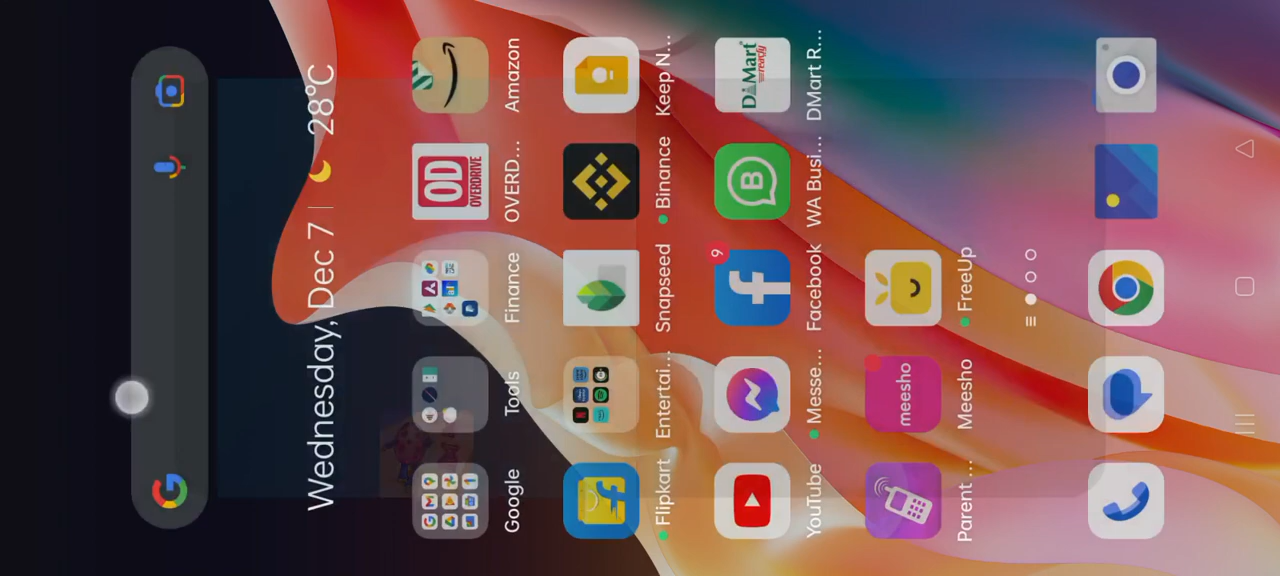 Wednesday, Dec 7 | 28°C
Google
Tools
Finance
OD
OVERDRIVE
OVERD...
Amazon
Flipkart
Entertai...
Snapseed
Binance
Keep N...
YouTube
Messe...
9
Facebook
B
WA Busi...
DMart
ready
DMart R...
Parent ...
meesho
Meesho
FreeUp